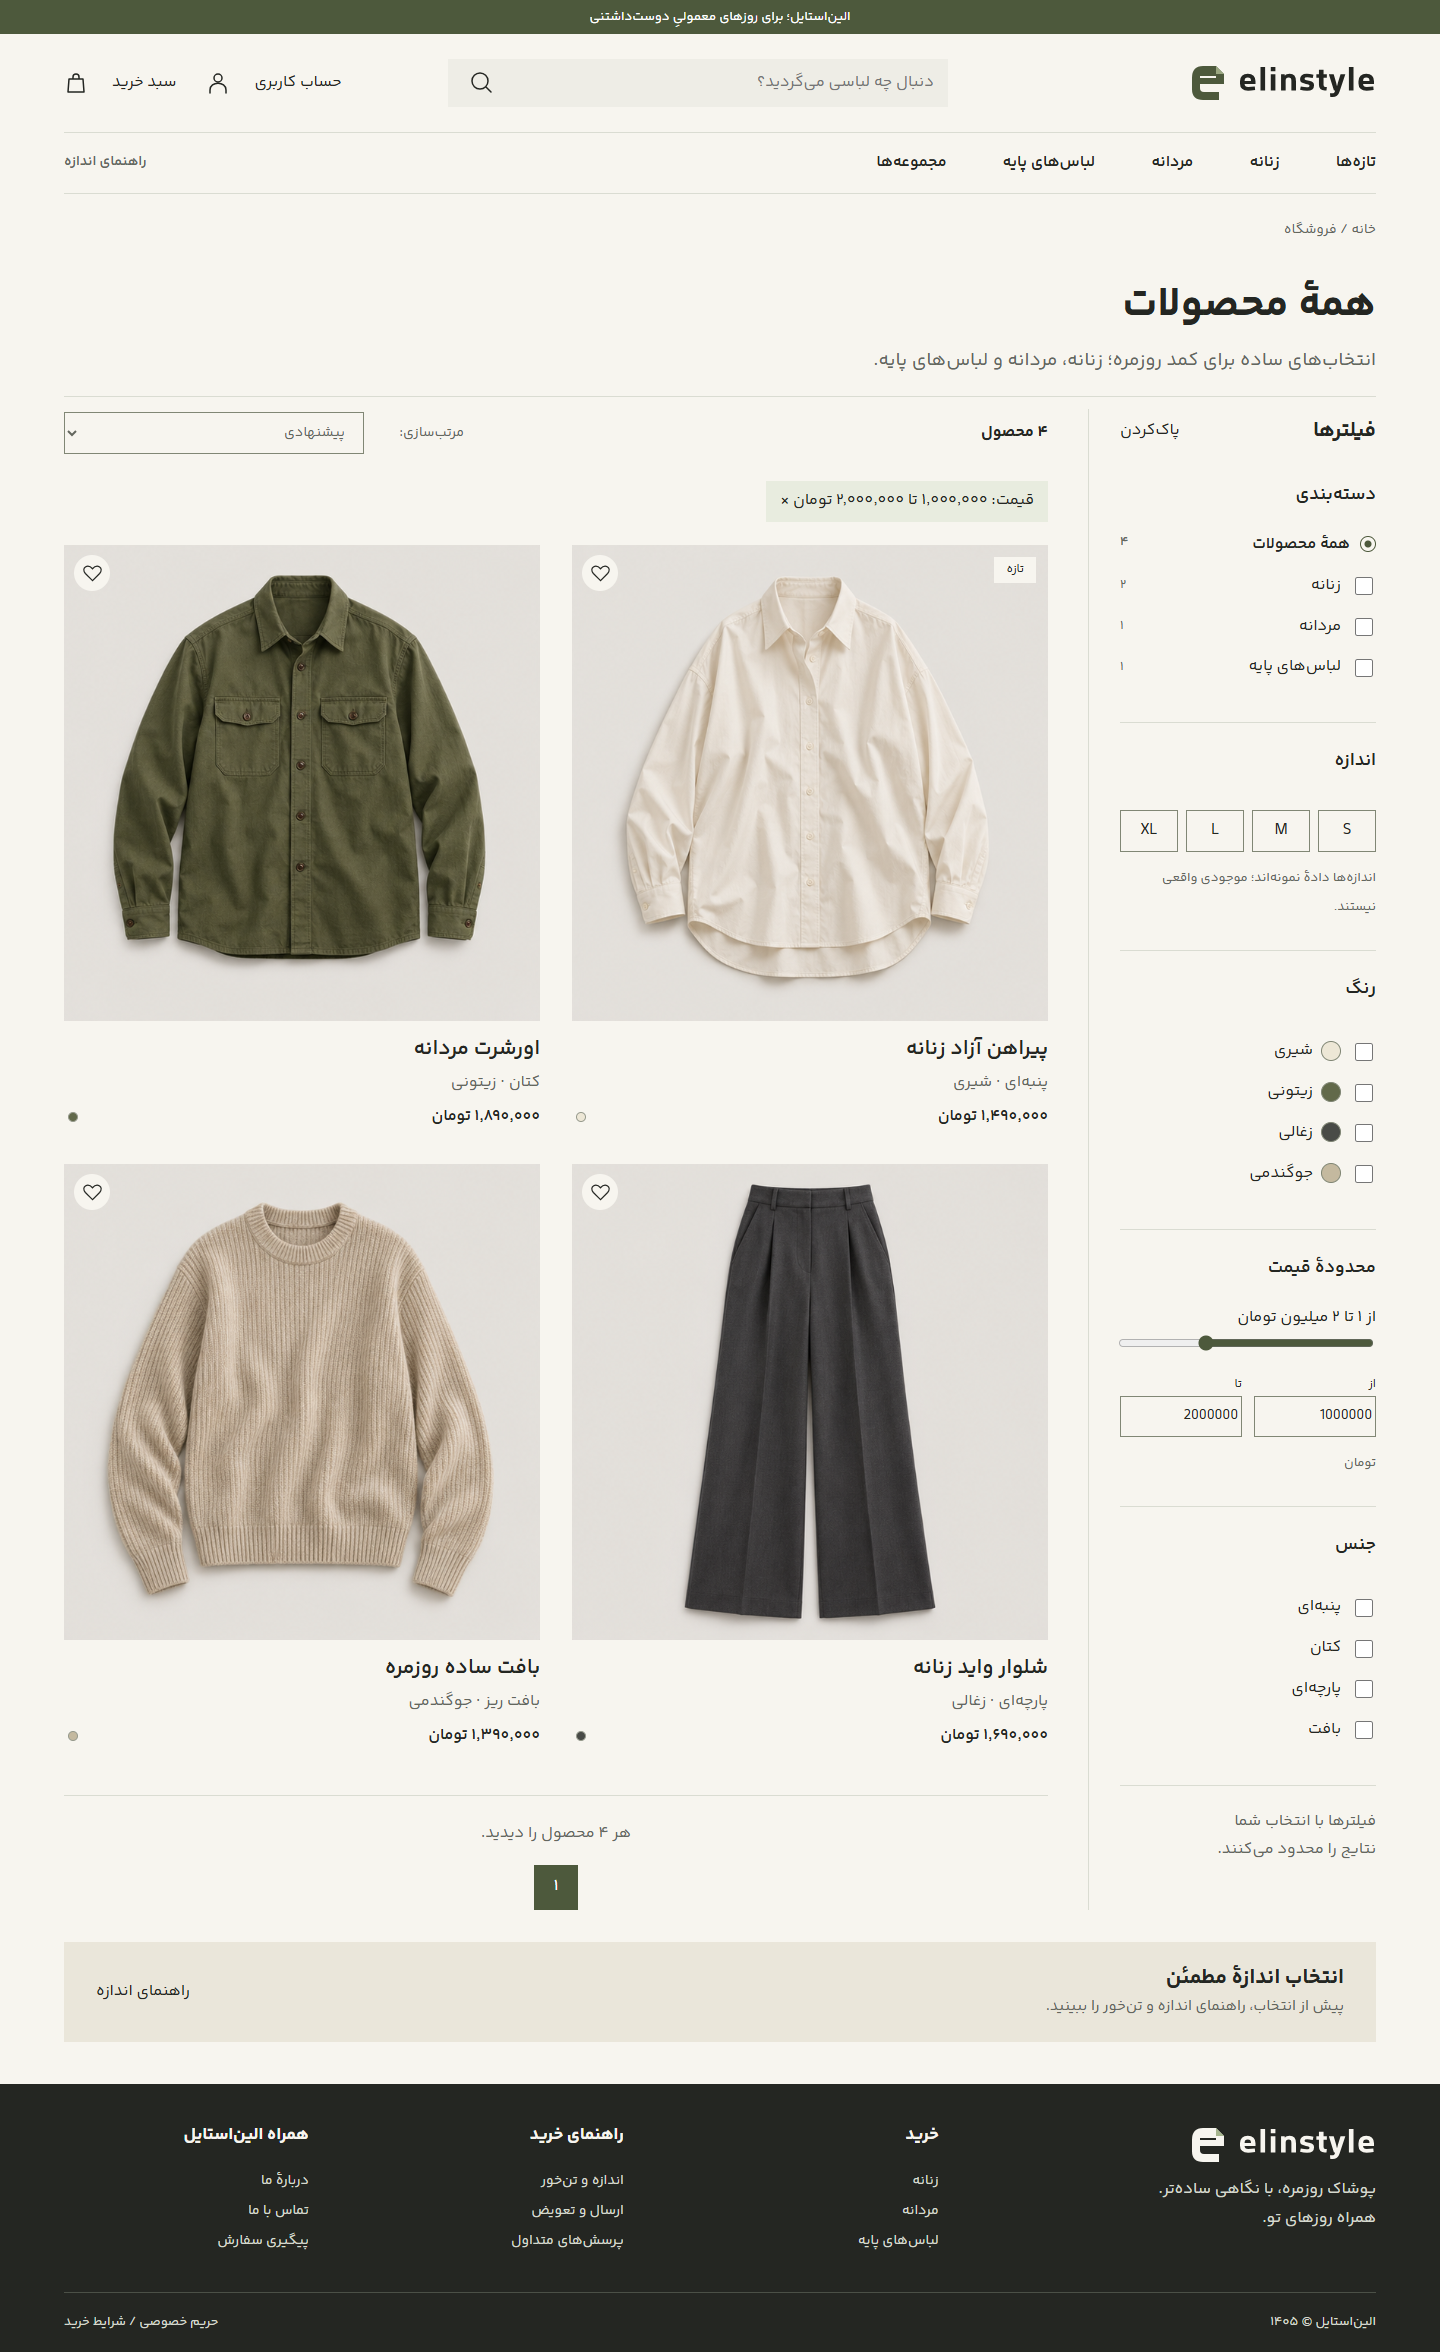 الین‌استایل؛ برای روزهای معمولیِ دوست‌داشتنی
elinstyle
دنبال چه لباسی می‌گردید؟
حساب کاربری
سبد خرید
تازه‌ها
زنانه
مردانه
لباس‌های پایه
مجموعه‌ها
راهنمای اندازه
خانه / فروشگاه
همهٔ محصولات
انتخاب‌های ساده برای کمد روزمره؛ زنانه، مردانه و لباس‌های پایه.
فیلترها
پاک‌کردن
دسته‌بندی
همهٔ محصولات ۴
زنانه ۲
مردانه ۱
لباس‌های پایه ۱
اندازه
S M L XL
اندازه‌ها دادهٔ نمونه‌اند؛ موجودی واقعی
نیستند.
رنگ
شیری
زیتونی
زغالی
جوگندمی
محدودهٔ قیمت
از ۱ تا ۲ میلیون تومان
از
تا
1000000
2000000
تومان
جنس
پنبه‌ای
کتان
پارچه‌ای
بافت
فیلترها با انتخاب شما
نتایج را محدود می‌کنند.
۴ محصول
مرتب‌سازی:
پیشنهادی
قیمت: ۱,۰۰۰,۰۰۰ تا ۲,۰۰۰,۰۰۰ تومان ×
تازه
پیراهن آزاد زنانه
پنبه‌ای · شیری
۱,۴۹۰,۰۰۰ تومان
اورشرت مردانه
کتان · زیتونی
۱,۸۹۰,۰۰۰ تومان
شلوار واید زنانه
پارچه‌ای · زغالی
۱,۶۹۰,۰۰۰ تومان
بافت ساده روزمره
بافت ریز · جوگندمی
۱,۳۹۰,۰۰۰ تومان
هر ۴ محصول را دیدید.
۱
انتخاب اندازهٔ مطمئن
پیش از انتخاب، راهنمای اندازه و تن‌خور را ببینید.
راهنمای اندازه
elinstyle
پوشاک روزمره، با نگاهی ساده‌تر.
همراه روزهای تو.
خرید
زنانه
مردانه
لباس‌های پایه
راهنمای خرید
اندازه و تن‌خور
ارسال و تعویض
پرسش‌های متداول
همراه الین‌استایل
دربارهٔ ما
تماس با ما
پیگیری سفارش
الین‌استایل © ۱۴۰۵
حریم خصوصی / شرایط خرید